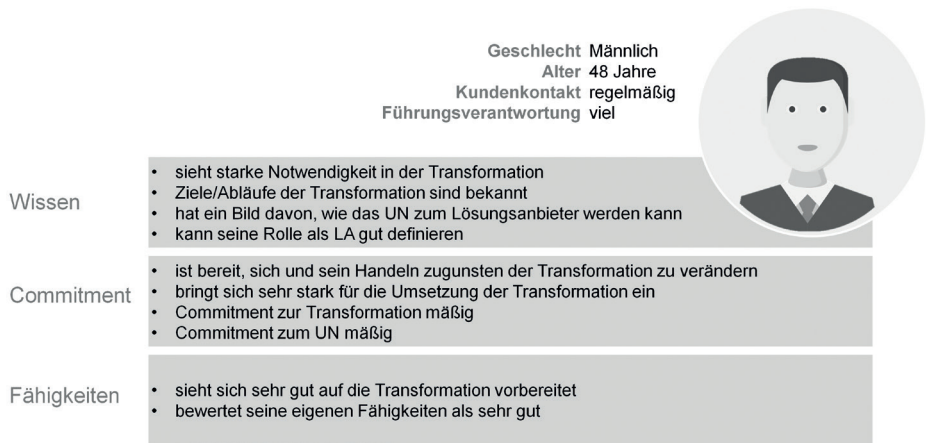 Geschlecht Männlich
Alter 48 Jahre
Kundenkontakt regelmäßig
Führungsverantwortung viel
Wissen
• sieht starke Notwendigkeit in der Transformation
• Ziele/Abläufe der Transformation sind bekannt
• hat ein Bild davon, wie das UN zum Lösungsanbieter werden kann
• kann seine Rolle als LA gut definieren
Commitment
• ist bereit, sich und sein Handeln zugunsten der Transformation zu verändern
• bringt sich sehr stark für die Umsetzung der Transformation ein
• Commitment zur Transformation mäßig
• Commitment zum UN mäßig
Fähigkeiten
• sieht sich sehr gut auf die Transformation vorbereitet
• bewertet seine eigenen Fähigkeiten als sehr gut